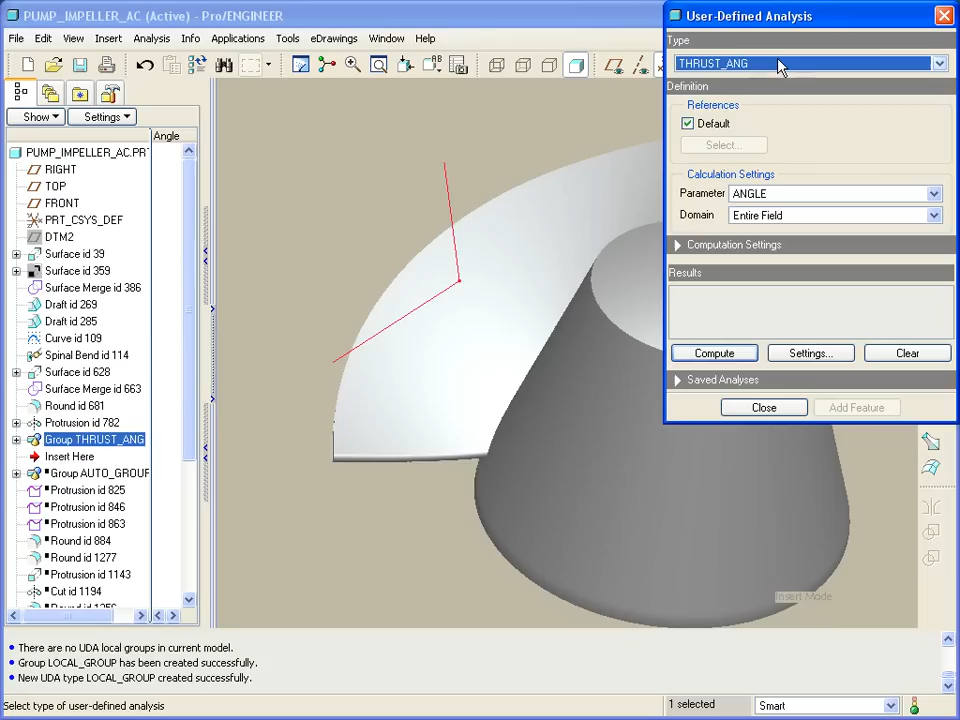 PUMP_IMPELLER_AC (Active) - Pro/ENGINEER
File Edit View Insert Analysis Info Applications Tools eDrawings Window Help
Show Settings
Angle
PUMP_IMPELLER_AC.PRT
RIGHT
TOP
FRONT
PRT_CSYS_DEF
DTM2
Surface id 39
Surface id 359
Surface Merge id 386
Draft id 269
Draft id 285
Curve id 109
Spinal Bend id 114
Surface id 628
Surface Merge id 663
Round id 681
Protrusion id 782
Group THRUST_ANG
Insert Here
Group AUTO_GROUP
Protrusion id 825
Protrusion id 846
Protrusion id 863
Round id 884
Round id 1277
Protrusion id 1143
Cut id 1194
Insert Mode
User-Defined Analysis
Type
THRUST_ANG
Definition
References
Default
Select...
Calculation Settings
Parameter ANGLE
Domain Entire Field
Computation Settings
Results
Compute Settings... Clear
Saved Analyses
Close Add Feature
There are no UDA local groups in current model.
Group LOCAL_GROUP has been created successfully.
New UDA type LOCAL_GROUP created successfully.
Select type of user-defined analysis
1 selected Smart